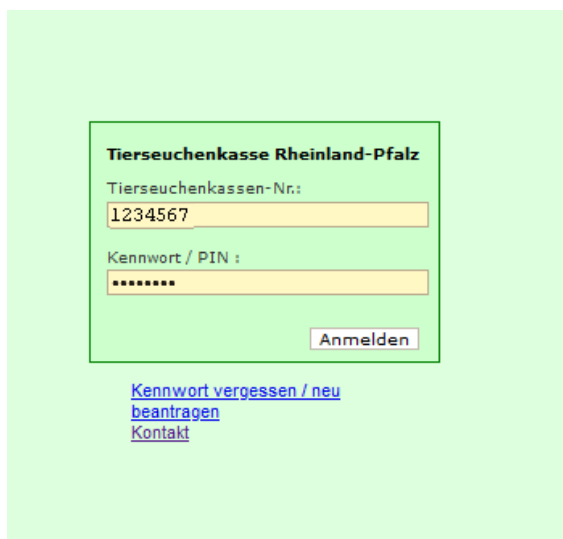 Tierseuchenkasse Rheinland-Pfalz
Tierseuchenkassen-Nr.:
1234567
Kennwort / PIN :
••••••••
Anmelden
Kennwort vergessen / neu
beantragen
Kontakt